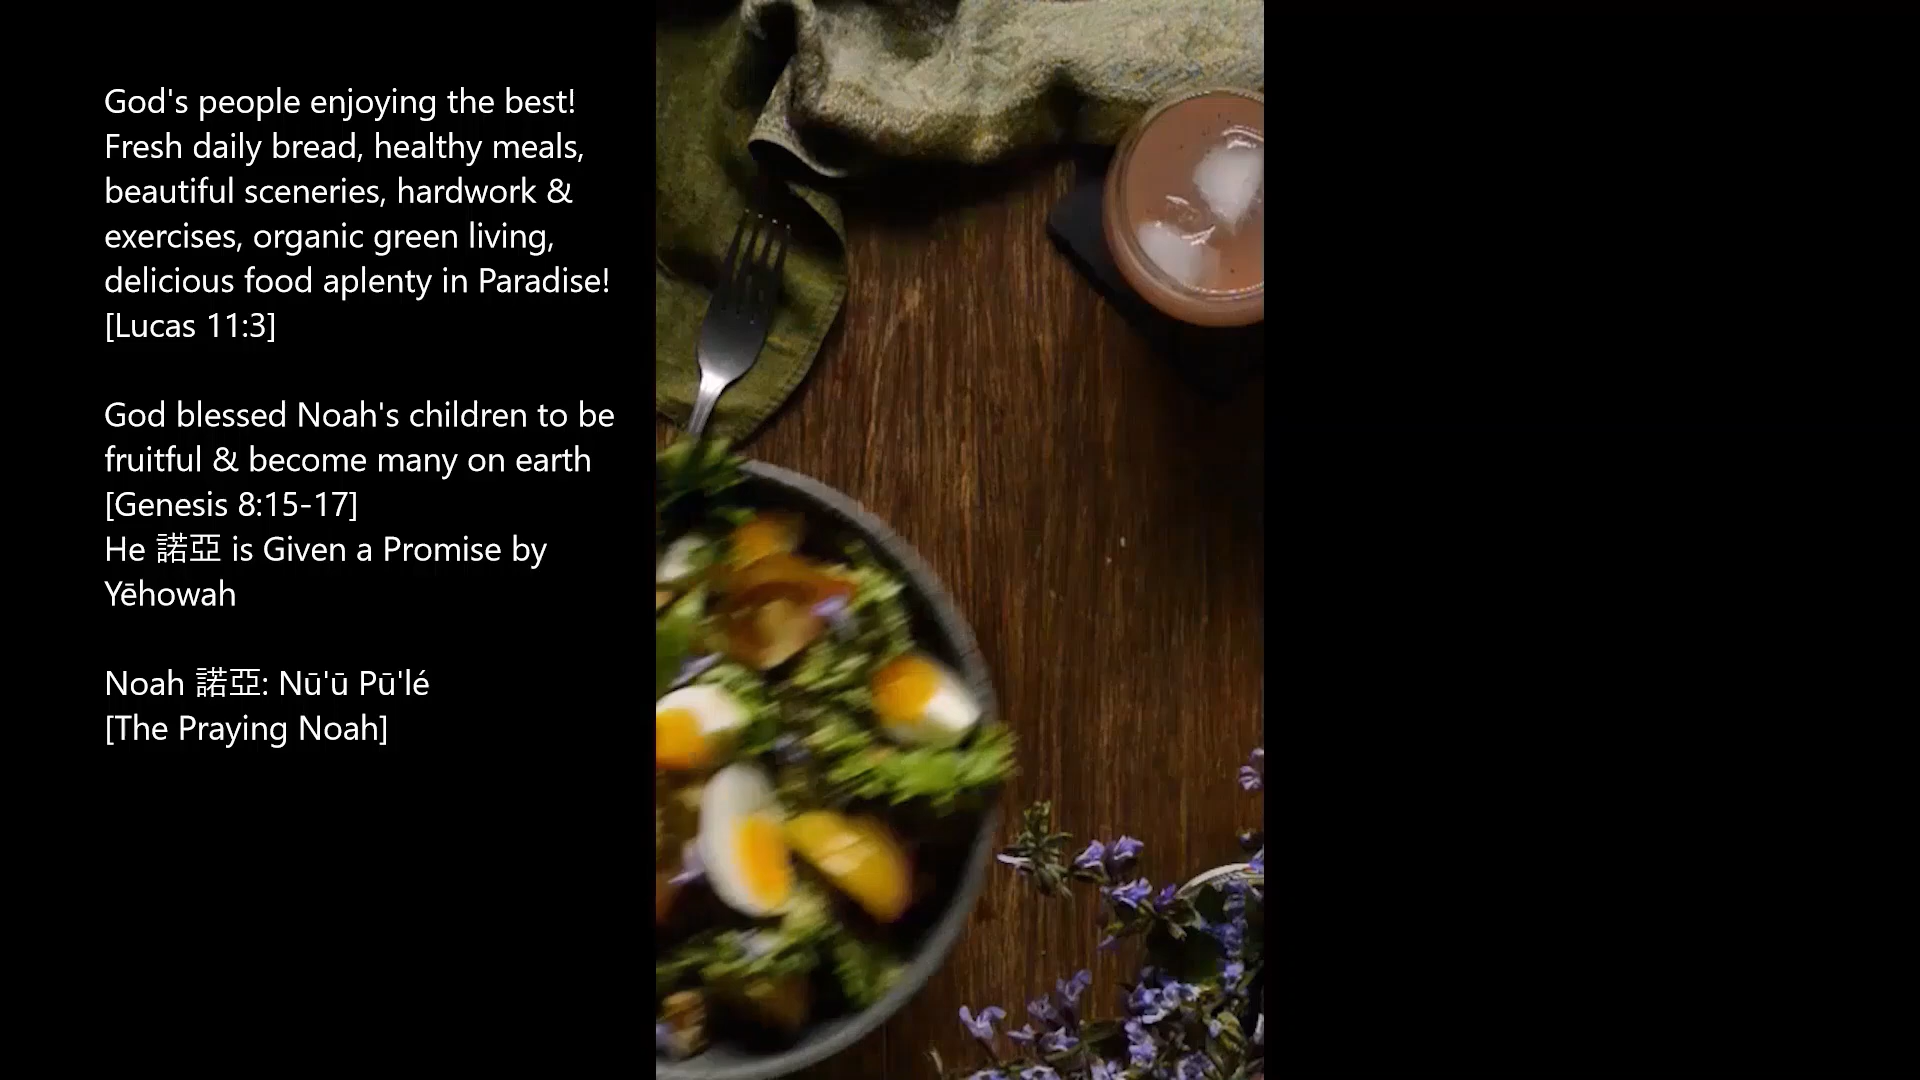 God's people enjoying the best!
Fresh daily bread, healthy meals,
beautiful sceneries, hardwork &
exercises, organic green living,
delicious food aplenty in Paradise!
[Lucas 11:3]
God blessed Noah's children to be
fruitful & become many on earth
[Genesis 8:15-17]
He 諾亞 is Given a Promise by
Yēhowah
Noah 諾亞: Nū'ū Pū'lé
[The Praying Noah]